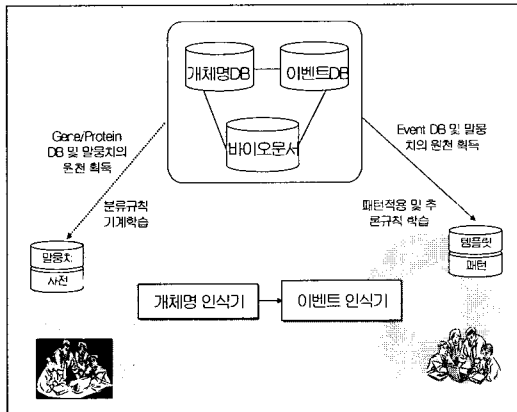 개체명DB
이벤트DB
바이오문서
Gene/Protein
DB 및 말뭉치의
원천 획득
Event DB 및 말뭉
치의 원천 획득
분류규칙
기계학습
패턴적용 및 추
론규칙 학습
말뭉치
사전
템플릿
패턴
개체명 인식기
이벤트 인식기